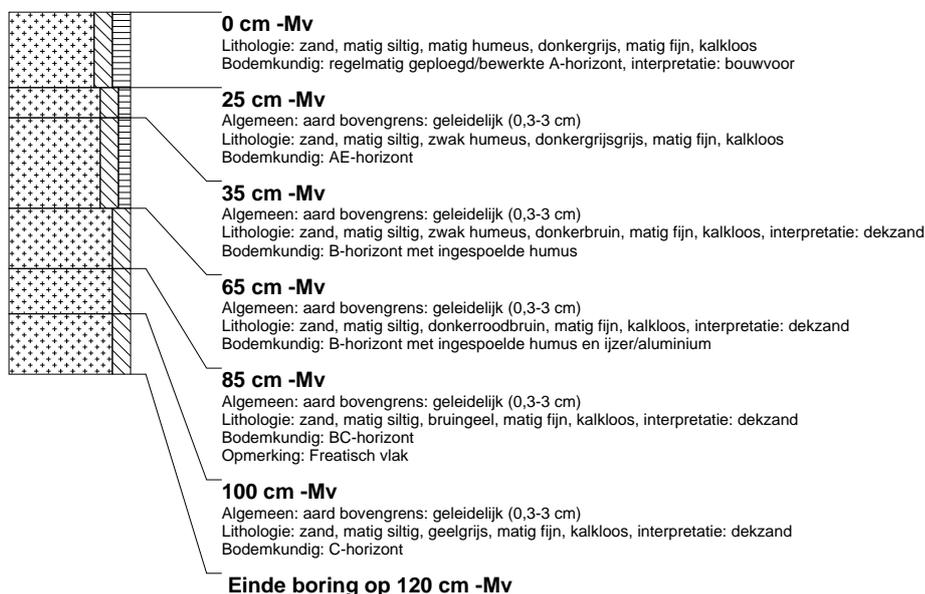 0 cm -Mv
Lithologie: zand, matig siltig, matig humeus, donkergrijs, matig fijn, kalkloos
Bodemkundig: regelmatig geploegd/bewerkte A-horizont, interpretatie: bouwvoor
25 cm -Mv
Algemeen: aard bovengrens: geleidelijk (0,3-3 cm)
Lithologie: zand, matig siltig, zwak humeus, donkergrijsgrijs, matig fijn, kalkloos
Bodemkundig: AE-horizont
35 cm -Mv
Algemeen: aard bovengrens: geleidelijk (0,3-3 cm)
Lithologie: zand, matig siltig, zwak humeus, donkerbruin, matig fijn, kalkloos, interpretatie: dekzand
Bodemkundig: B-horizont met ingespoelde humus
65 cm -Mv
Algemeen: aard bovengrens: geleidelijk (0,3-3 cm)
Lithologie: zand, matig siltig, donkerroodbruin, matig fijn, kalkloos, interpretatie: dekzand
Bodemkundig: B-horizont met ingespoelde humus en ijzer/aluminium
85 cm -Mv
Algemeen: aard bovengrens: geleidelijk (0,3-3 cm)
Lithologie: zand, matig siltig, bruingeel, matig fijn, kalkloos, interpretatie: dekzand
Bodemkundig: BC-horizont
Opmerking: Freatisch vlak
100 cm -Mv
Algemeen: aard bovengrens: geleidelijk (0,3-3 cm)
Lithologie: zand, matig siltig, geelgrijs, matig fijn, kalkloos, interpretatie: dekzand
Bodemkundig: C-horizont
Einde boring op 120 cm -Mv